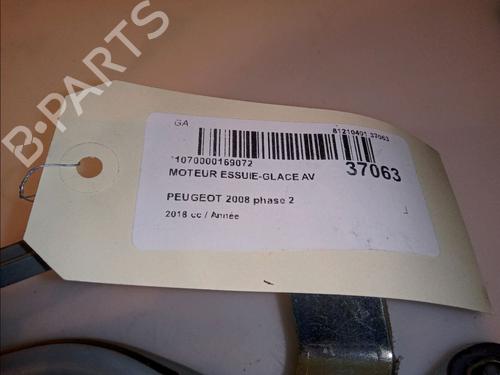 B-PARTS
GA
81210401 37063
*1070000169072
37063
MOTEUR ESSUIE-GLACE AV
PEUGEOT 2008 phase 2
2018 cc / Année